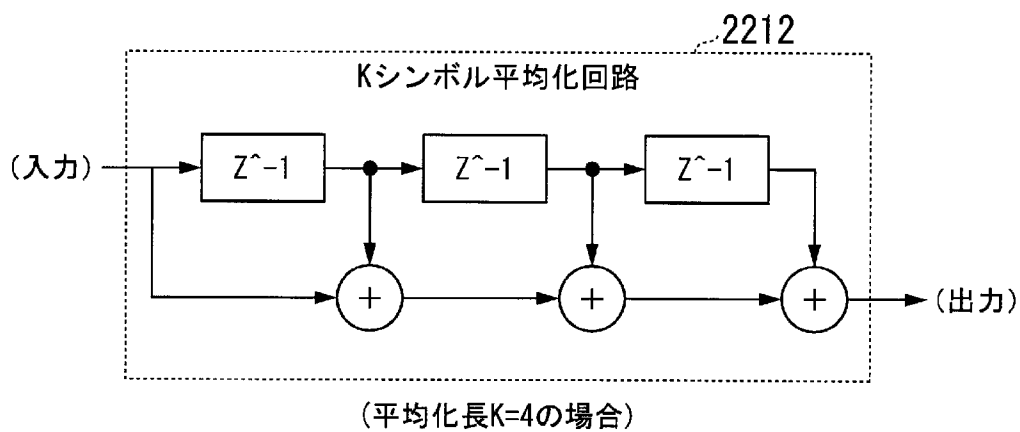 2212
Kシンボル平均化回路
(入力)
Z^-1
Z^-1
Z^-1
+
+
+
(出力)
(平均化長K=4の場合)